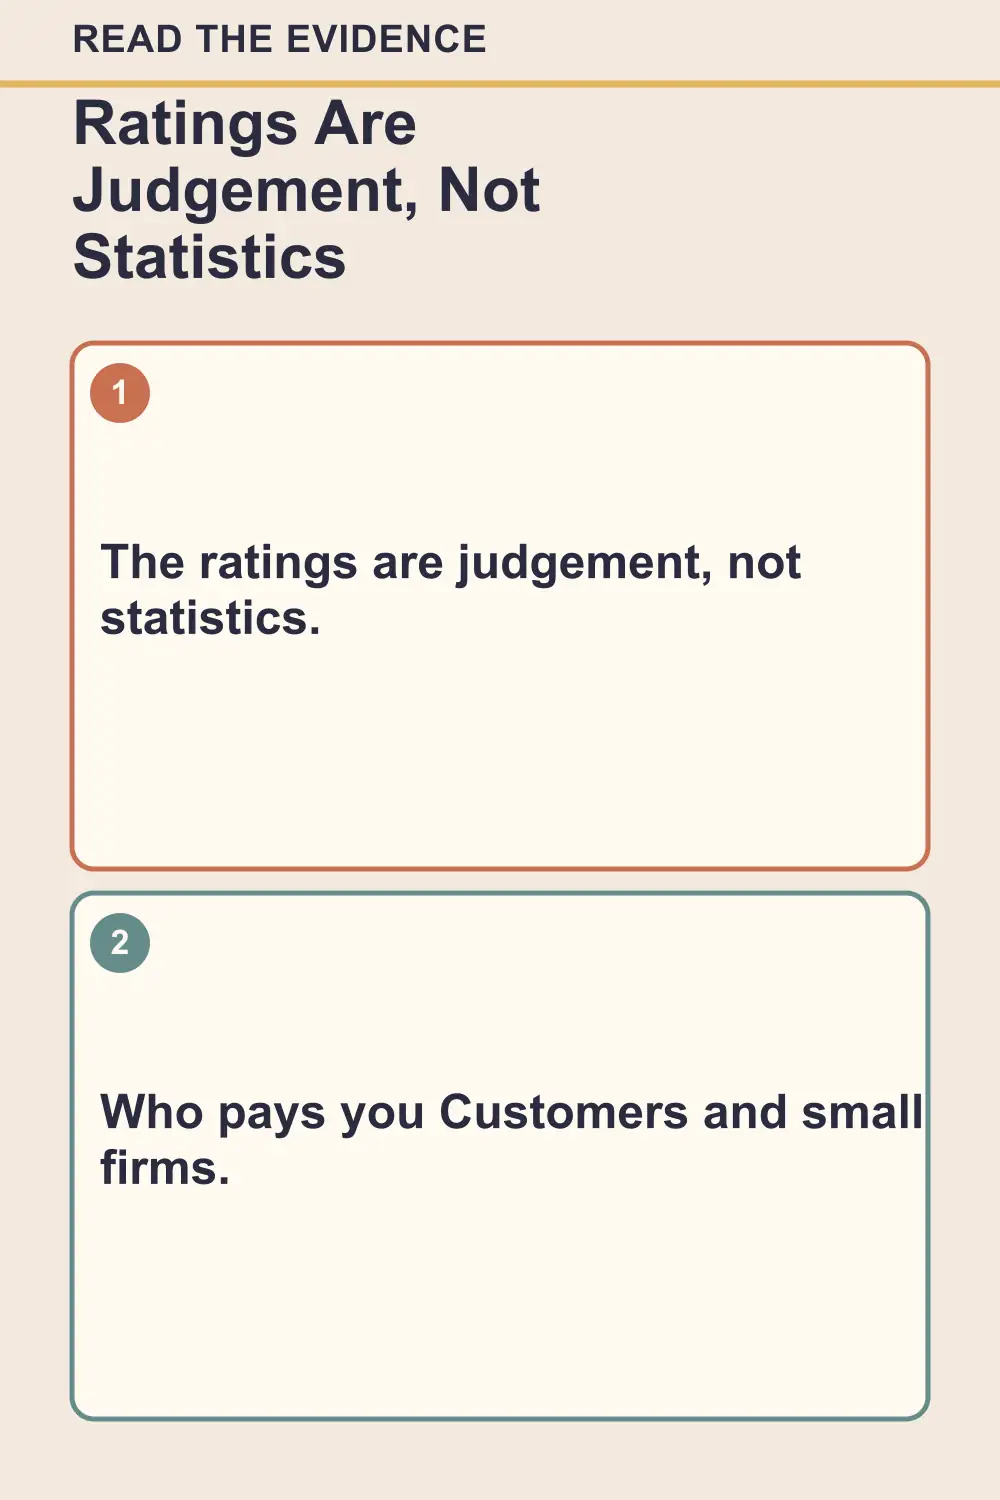 READ THE EVIDENCE
Ratings Are
Judgement, Not
Statistics
1
The ratings are judgement, not
statistics.
2
Who pays you Customers and small
firms.